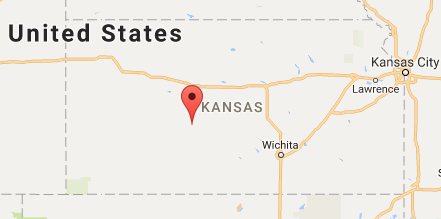 United States
Kansas City
Lawrence
KANSAS
Wichita